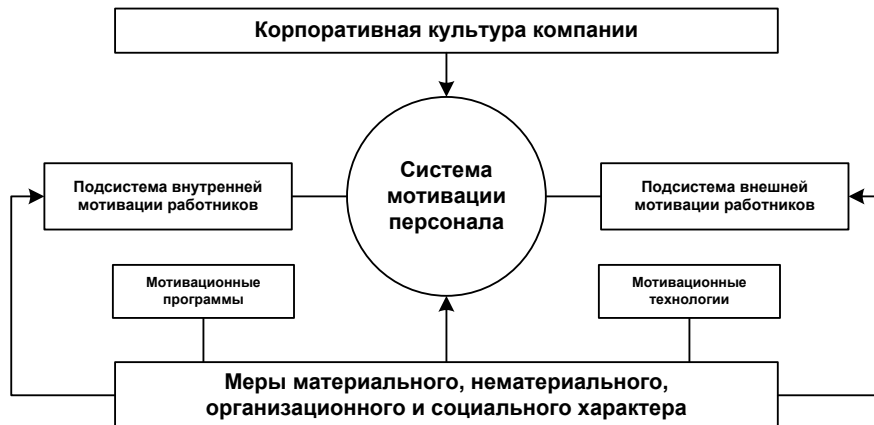 Корпоративная культура компании
Система
мотивации
персонала
Подсистема внутренней
мотивации работников
Подсистема внешней
мотивации работников
Мотивационные
программы
Мотивационные
технологии
Меры материального, нематериального,
организационного и социального характера